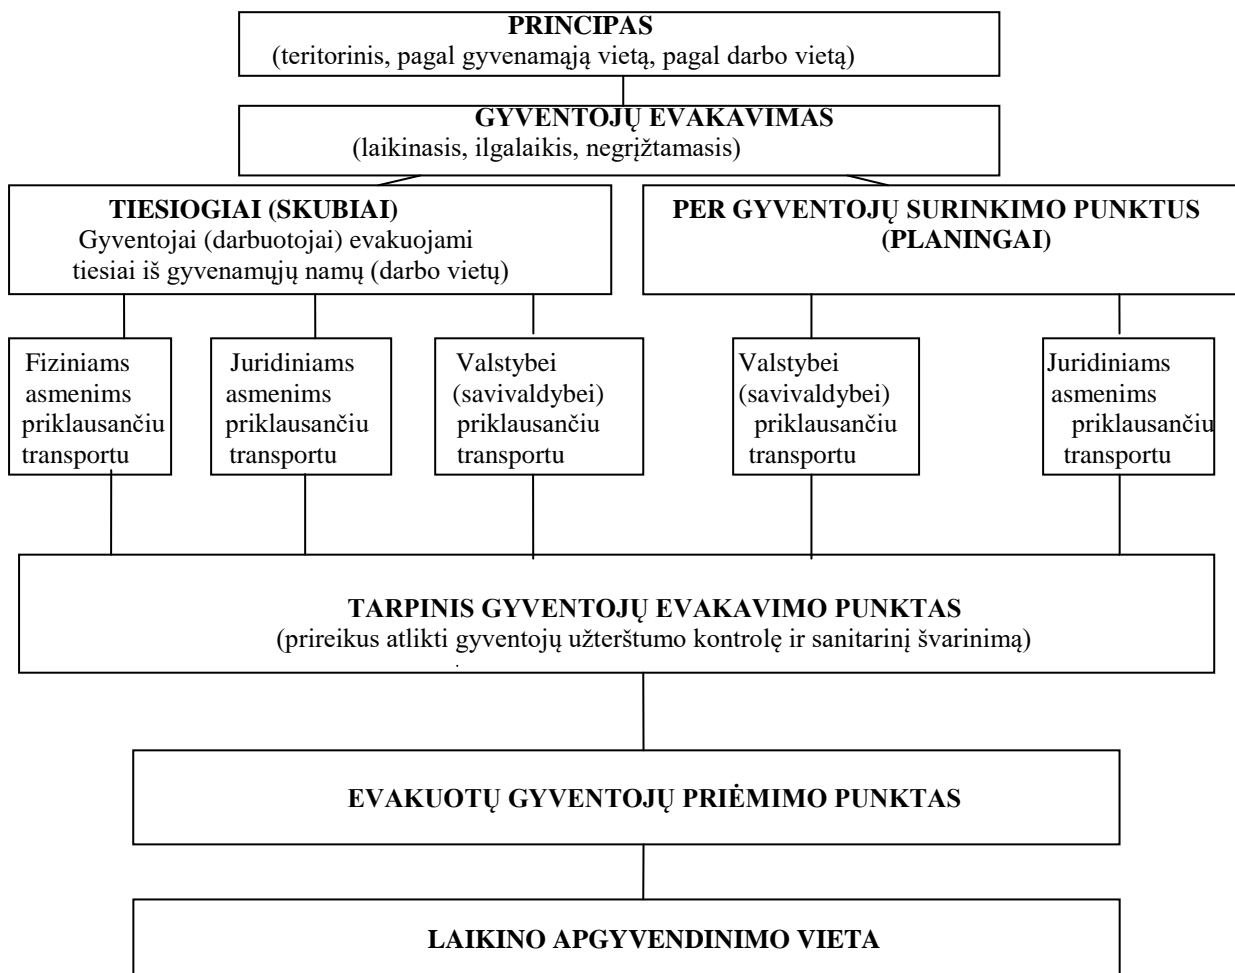 PRINCIPAS
(teritorinis, pagal gyvenamąją vietą, pagal darbo vietą)
GYVENTOJŲ EVAKAVIMAS
(laikinasis, ilgalaikis, negrįžtamasis)
TIESIOGIAI (SKUBIAI)
Gyventojai (darbuotojai) evakuojami
tiesiai iš gyvenamųjų namų (darbo vietų)
PER GYVENTOJŲ SURINKIMO PUNKTUS
(PLANINGAI)
Fiziniams
asmenims
priklausančiu
transportu
Juridiniams
asmenims
priklausančiu
transportu
Valstybei
(savivaldybei)
priklausančiu
transportu
Valstybei
(savivaldybei)
priklausančiu
transportu
Juridiniams
asmenims
priklausančiu
transportu
TARPINIS GYVENTOJŲ EVAKAVIMO PUNKTAS
(prireikus atlikti gyventojų užterštumo kontrolę ir sanitarinį švarinimą)
EVAKUOTŲ GYVENTOJŲ PRIĖMIMO PUNKTAS
LAIKINO APGYVENDINIMO VIETA